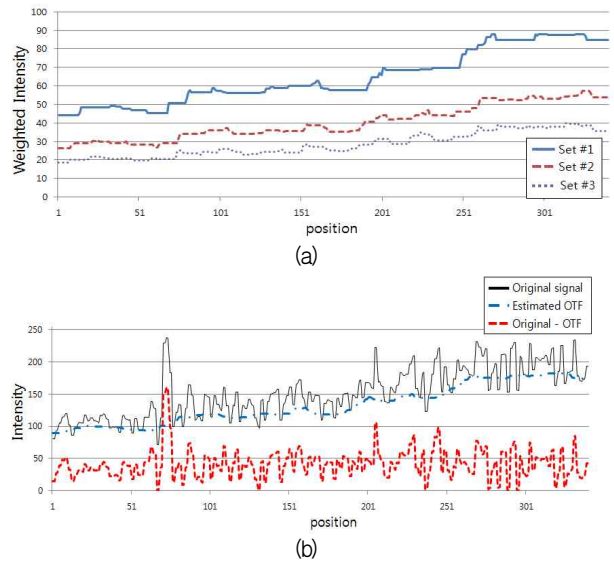 100
90
80
70
60
50
40
30
20
10
0
Weighted Intensity
Set #1
Set #2
Set #3
1 51 101 151 201 251 301
position
(a)
Original signal
Estimated OTF
Original - OTF
250
200
150
100
50
0
Intensity
1 51 101 151 201 251 301
position
(b)